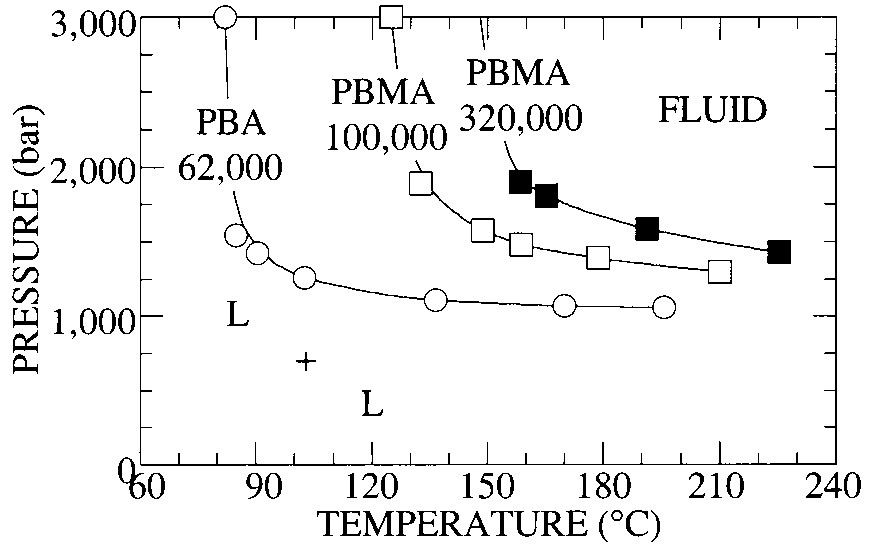 3,000
PBMA
320,000
PBMA
100,000
FLUID
PBA
62,000
2,000
PRESSURE (bar)
1,000
L
+
L
0
60 90 120 150 180 210 240
TEMPERATURE (°C)